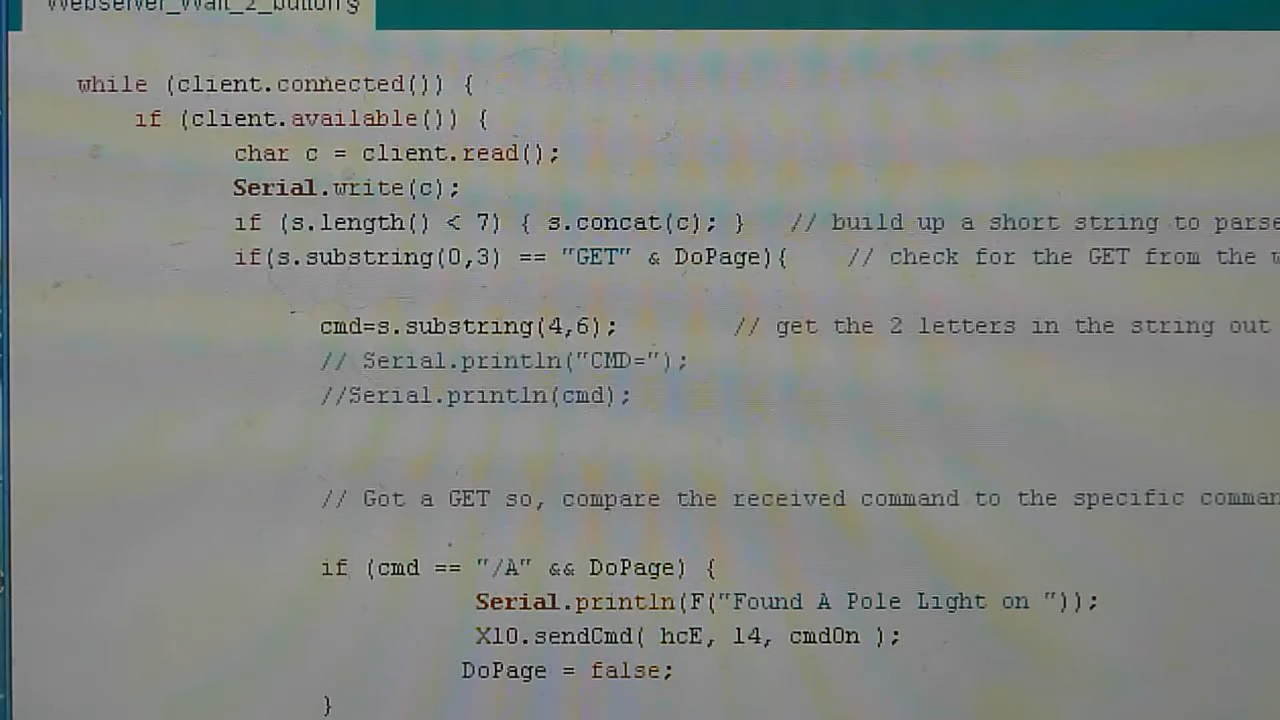 Webserver_Wait_2_button §
while (client.connected()) {
if (client.available()) {
char c = client.read();
Serial.write(c);
if (s.length() < 7) { s.concat(c); } // build up a short string to parse
if(s.substring(0,3) == "GET" & DoPage){ // check for the GET from the
cmd=s.substring(4,6); // get the 2 letters in the string out
// Serial.println("CMD=");
//Serial.println(cmd);
// Got a GET so, compare the received command to the specific comman
if (cmd == "/A" && DoPage) {
Serial.println(F("Found A Pole Light on "));
X10.sendCmd( hcE, 14, cmdOn );
DoPage = false;
}